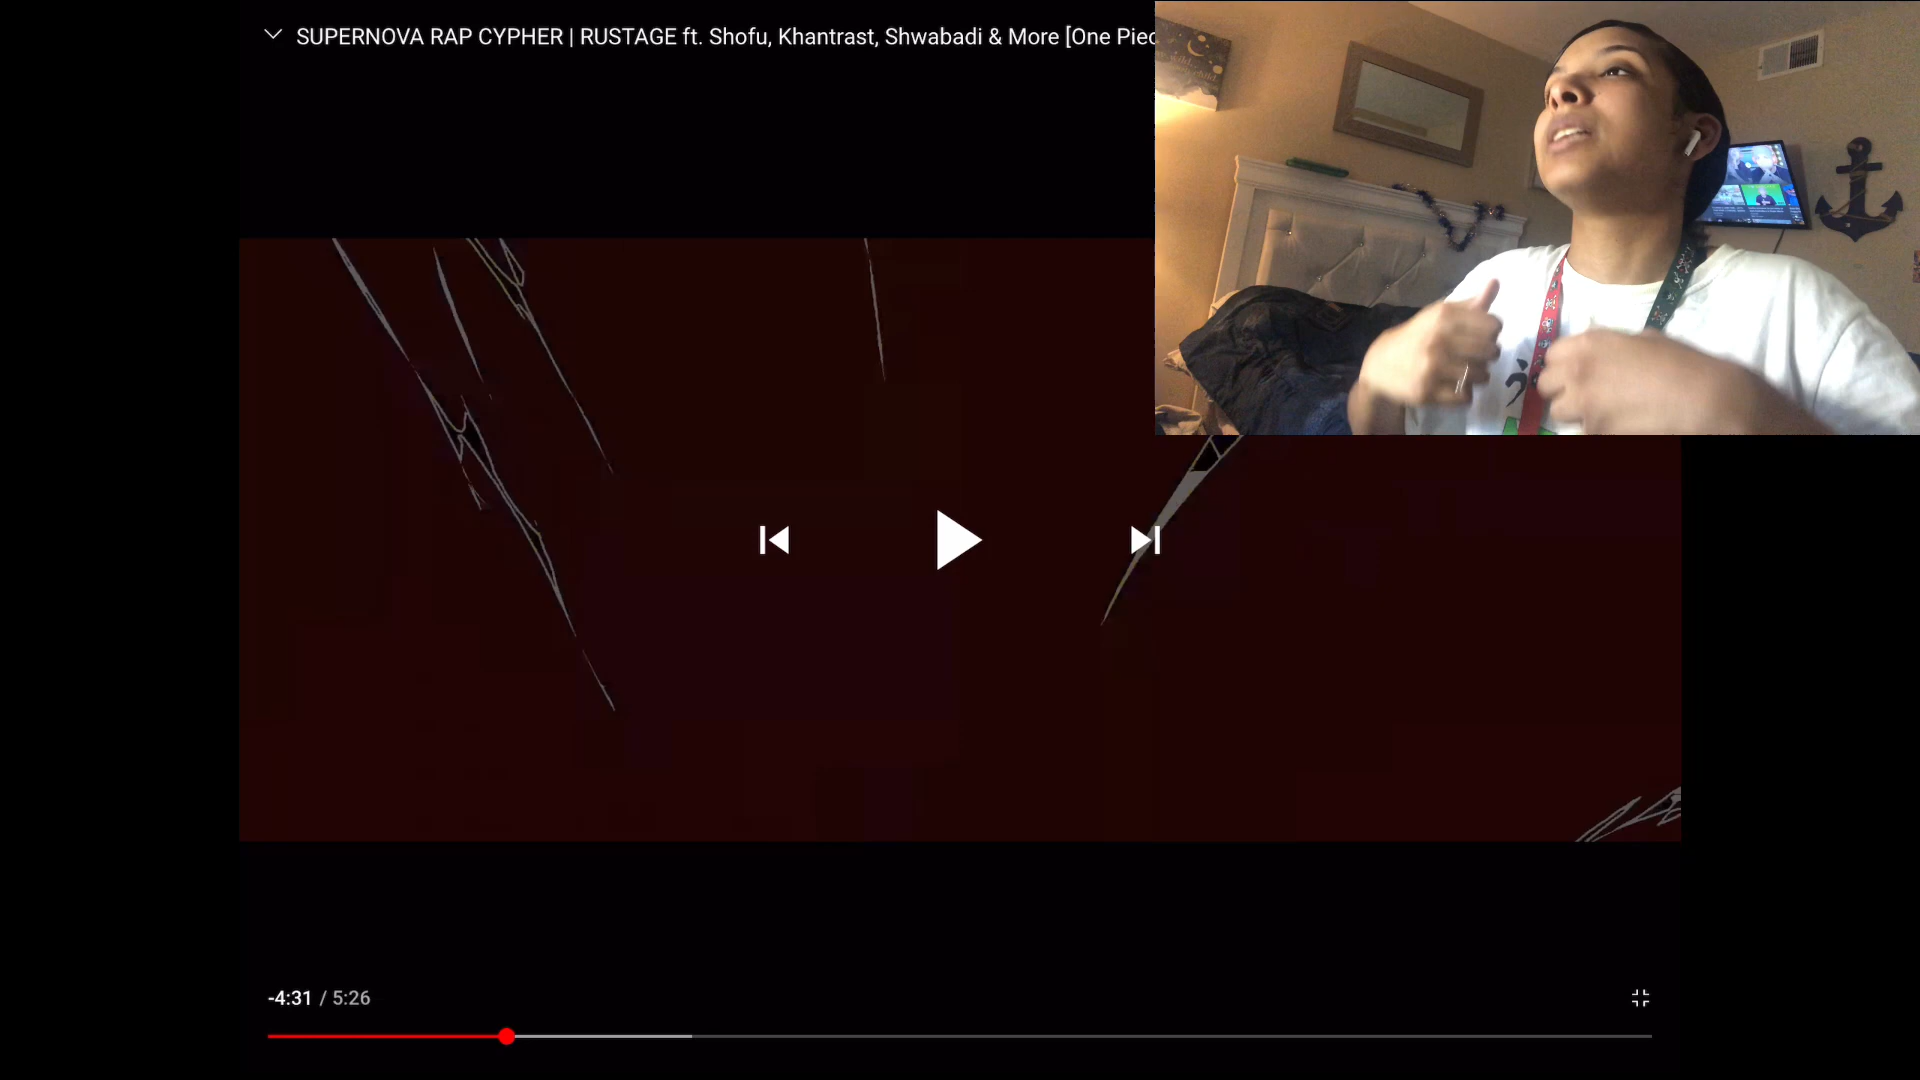 SUPERNOVA RAP CYPHER | RUSTAGE ft. Shofu, Khantrast, Shwabadi & More [One Piec
-4:31 / 5:26